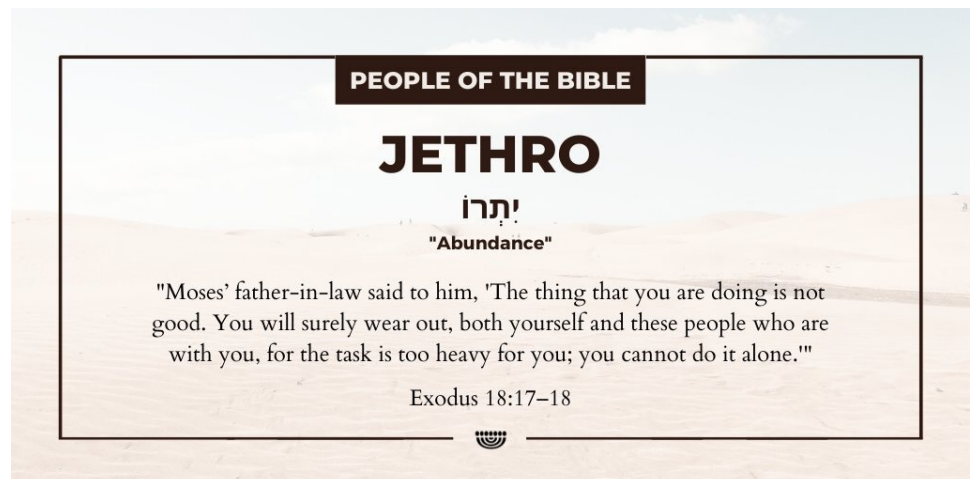 PEOPLE OF THE BIBLE
JETHRO
יִתְרוֹ
"Abundance"
"Moses’ father-in-law said to him, 'The thing that you are doing is not
good. You will surely wear out, both yourself and these people who are
with you, for the task is too heavy for you; you cannot do it alone.'"
Exodus 18:17–18